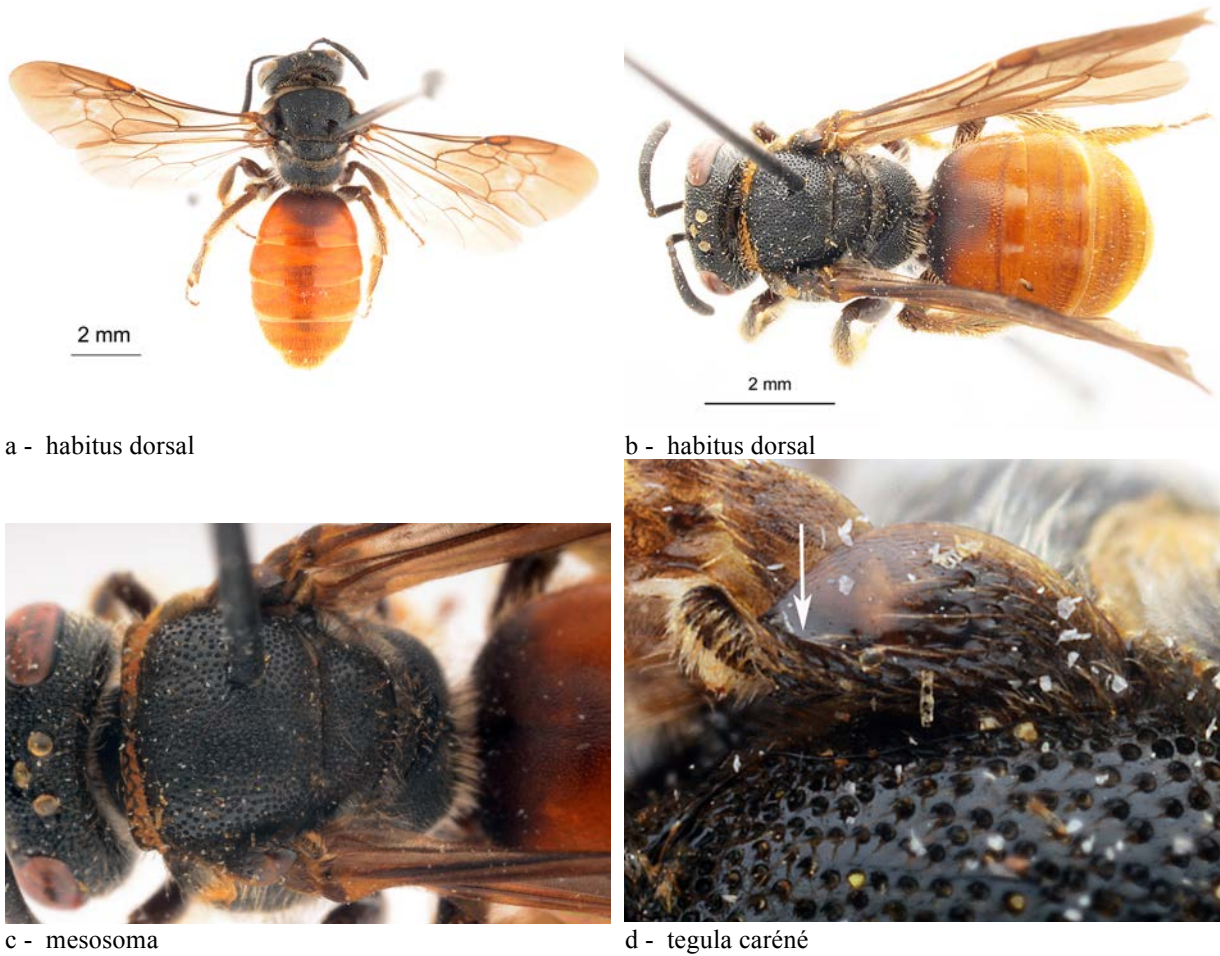 2 mm
2 mm
a - habitus dorsal
b - habitus dorsal
c - mesosoma
d - tegula caréné